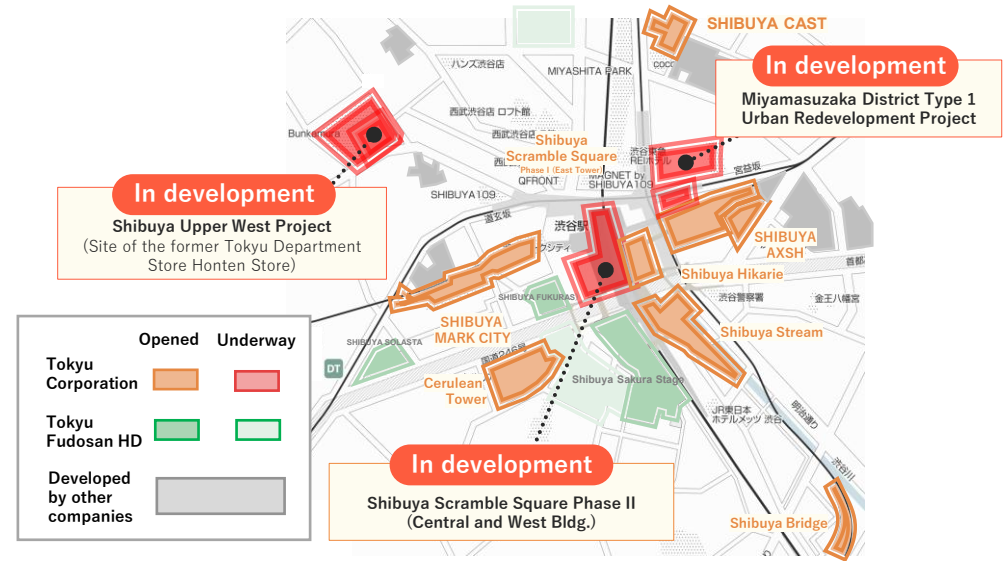 SHIBUYA CAST
In development
Miyamasuzaka District Type 1
Urban Redevelopment Project
ハンズ渋谷店
MIYASHITA PARK
西武渋谷店 ロフト館
Bunkamura
西武渋谷店
Shibuya
Scramble Square
Phase I (East Tower)
渋谷東急
REIホテル
宮益坂
QFRONT
MAGNET by
SHIBUYA109
In development
Shibuya Upper West Project
(Site of the former Tokyu Department
Store Honten Store)
SHIBUYA109
道玄坂
渋谷駅
SHIBUYA
AXSH
首都
Shibuya Hikarie
渋谷警察署
金王八幡宮
SHIBUYA FUKURAS
SHIBUYA
MARK CITY
Shibuya Stream
SHIBUYA SOLASTA
国道246号
DT
Cerulean
Tower
Shibuya Sakura Stage
JR東日本
ホテルメッツ 渋谷
明治通り
渋谷川
Opened
Underway
Tokyu
Corporation
Tokyu
Fudosan HD
Developed
by other
companies
In development
Shibuya Scramble Square Phase II
(Central and West Bldg.)
Shibuya Bridge